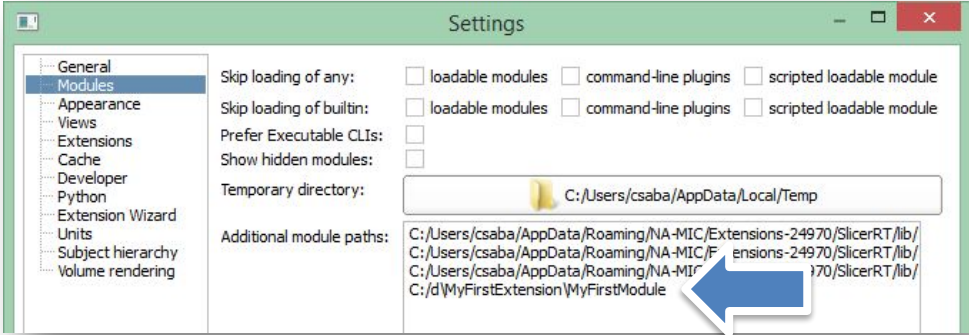 Settings
General
Modules
Appearance
Views
Extensions
Cache
Developer
Python
Extension Wizard
Units
Subject hierarchy
Volume rendering
Skip loading of any: loadable modules command-line plugins scripted loadable module
Skip loading of builtin: loadable modules command-line plugins scripted loadable module
Prefer Executable CLIs:
Show hidden modules:
Temporary directory: C:/Users/csaba/AppData/Local/Temp
Additional module paths: C:/Users/csaba/AppData/Roaming/NA-MIC/Extensions-24970/SlicerRT/lib/
C:/Users/csaba/AppData/Roaming/NA-MIC/Extensions-24970/SlicerRT/lib/
C:/Users/csaba/AppData/Roaming/NA-MIC 970/SlicerRT/lib/
C:/d\MyFirstExtension\MyFirstModule